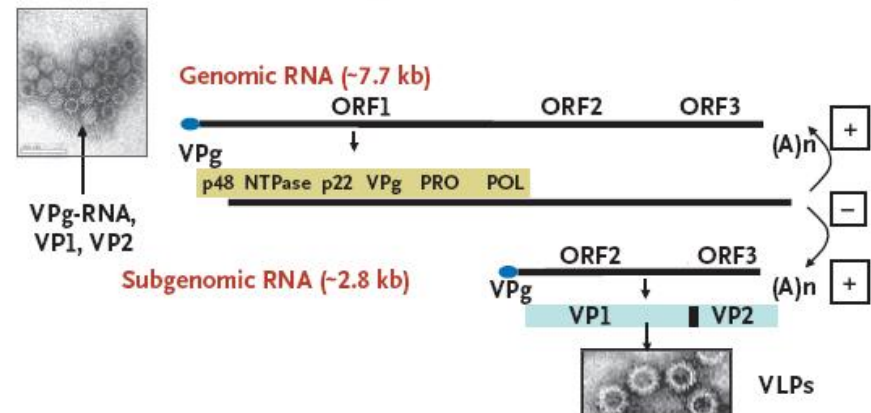 Genomic RNA (~7.7 kb)
ORF1 ORF2 ORF3
VPg
(A)n +
p48 NTPase p22 VPg PRO POL
–
VPg-RNA,
VP1, VP2
Subgenomic RNA (~2.8 kb)
ORF2 ORF3
VPg
(A)n +
VP1 VP2
VLPs